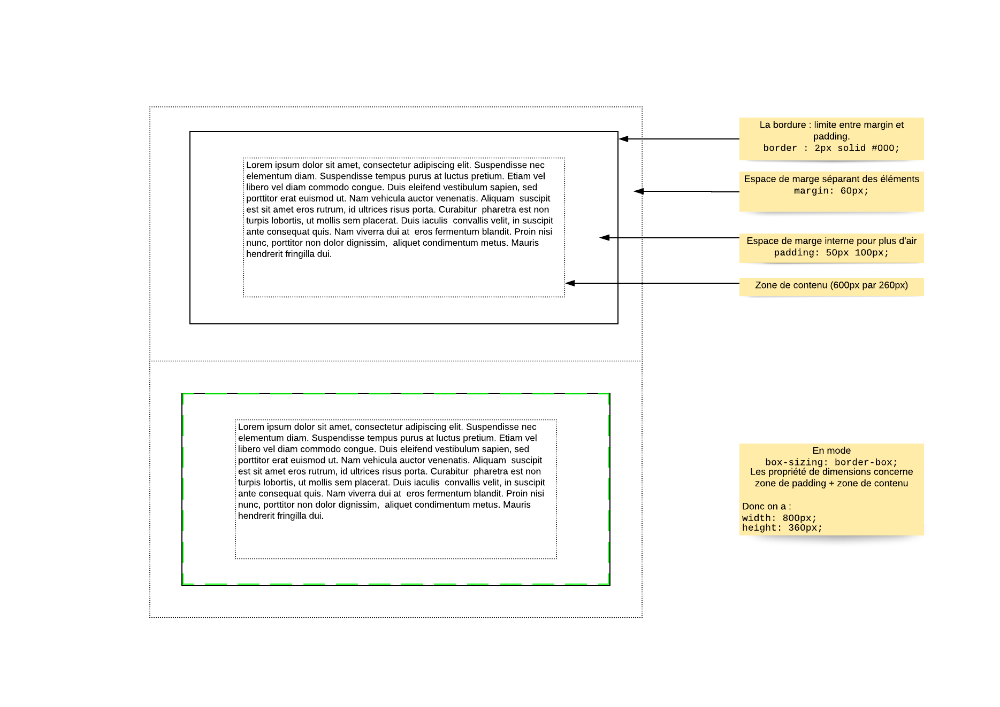 La bordure : limite entre margin et
padding.
border : 2px solid #000;
Lorem ipsum dolor sit amet, consectetur adipiscing elit. Suspendisse nec
elementum diam. Suspendisse tempus purus at luctus pretium. Etiam vel
libero vel diam commodo congue. Duis eleifend vestibulum sapien, sed
porttitor erat euismod ut. Nam vehicula auctor venenatis. Aliquam  suscipit
est sit amet eros rutrum, id ultrices risus porta. Curabitur  pharetra est non
turpis lobortis, ut mollis sem placerat. Duis iaculis  convallis velit, in suscipit
ante consequat quis. Nam viverra dui at  eros fermentum blandit. Proin nisi
nunc, porttitor non dolor dignissim,  aliquet condimentum metus. Mauris
hendrerit fringilla dui.
Espace de marge séparant des éléments
margin: 60px;
Espace de marge interne pour plus d'air
padding: 50px 100px;
Zone de contenu (600px par 260px)
Lorem ipsum dolor sit amet, consectetur adipiscing elit. Suspendisse nec
elementum diam. Suspendisse tempus purus at luctus pretium. Etiam vel
libero vel diam commodo congue. Duis eleifend vestibulum sapien, sed
porttitor erat euismod ut. Nam vehicula auctor venenatis. Aliquam  suscipit
est sit amet eros rutrum, id ultrices risus porta. Curabitur  pharetra est non
turpis lobortis, ut mollis sem placerat. Duis iaculis  convallis velit, in suscipit
ante consequat quis. Nam viverra dui at  eros fermentum blandit. Proin nisi
nunc, porttitor non dolor dignissim,  aliquet condimentum metus. Mauris
hendrerit fringilla dui.
En mode
box-sizing: border-box;
Les propriété de dimensions concerne
zone de padding + zone de contenu
Donc on a :
width: 800px;
height: 360px;